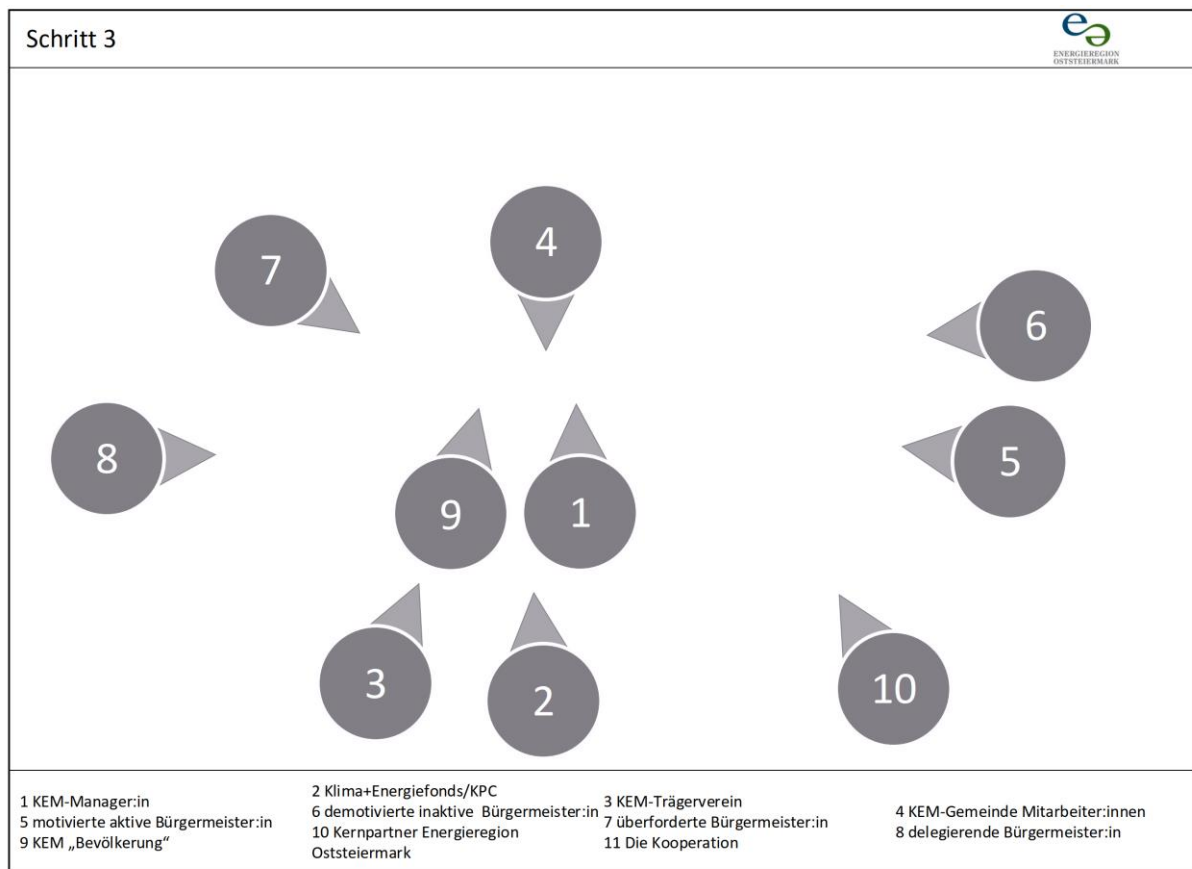 Schritt 3
ENERGIEREGION
OSTSTEIERMARK
4
7
6
8
5
9
1
3
2
10
1 KEM-Manager:in
5 motivierte aktive Bürgermeister:in
9 KEM „Bevölkerung“
2 Klima+Energiefonds/KPC
6 demotivierte inaktive Bürgermeister:in
10 Kernpartner Energieregion
Oststeiermark
3 KEM-Trägerverein
7 überforderte Bürgermeister:in
11 Die Kooperation
4 KEM-Gemeinde Mitarbeiter:innen
8 delegierende Bürgermeister:in